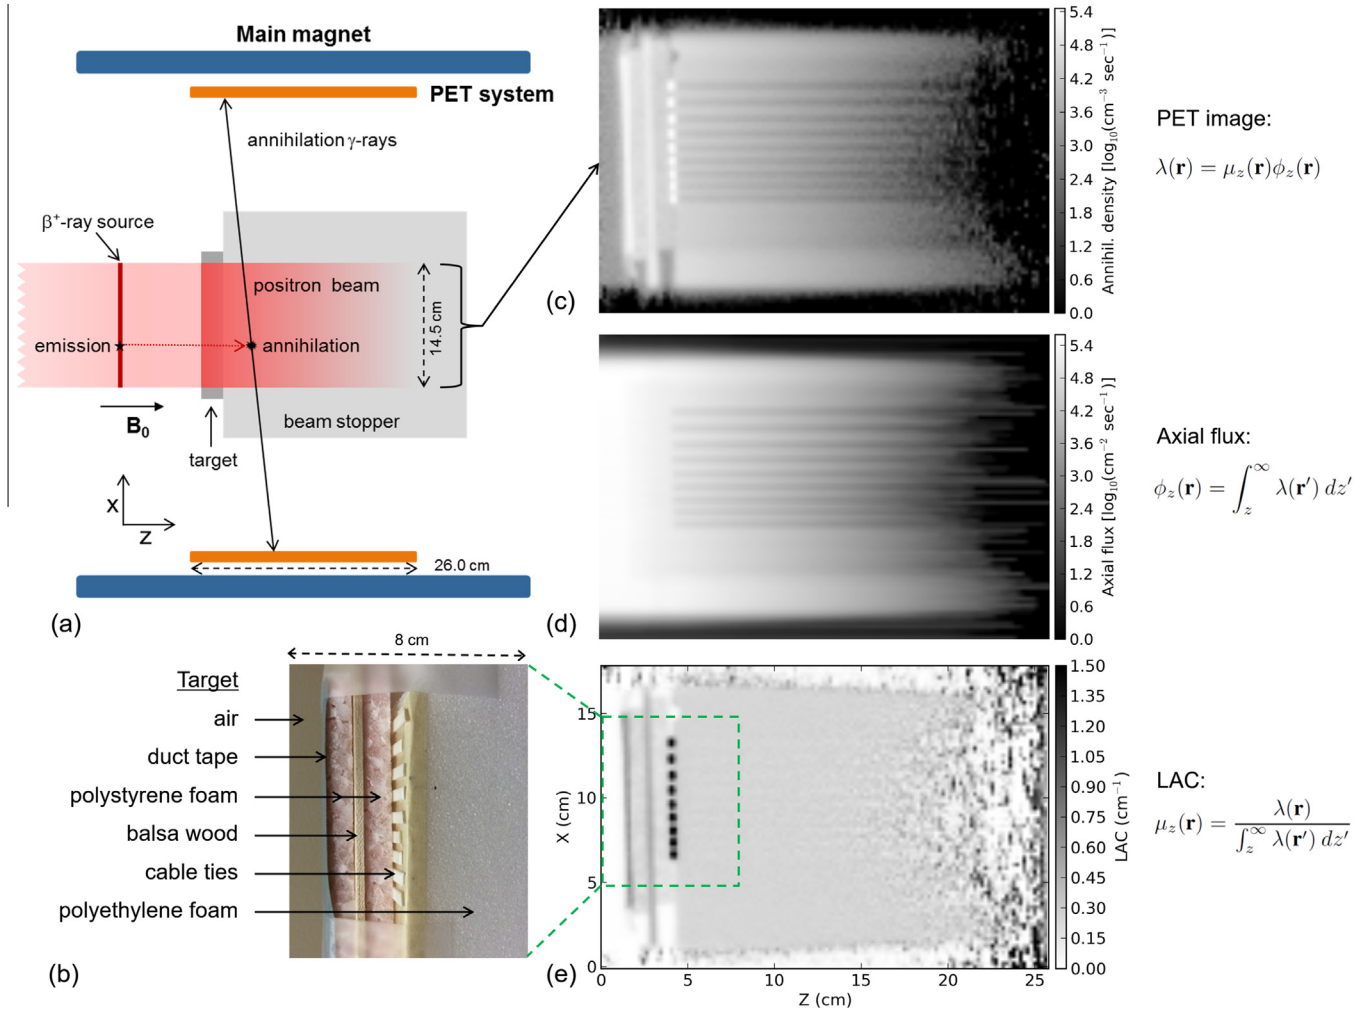 Main magnet
PET system
annihilation γ-rays
β⁺-ray source
positron beam
14.5 cm
emission
annihilation
B₀
beam stopper
target
X
Z
26.0 cm
(a)
8 cm
Target
air
duct tape
polystyrene foam
balsa wood
cable ties
polyethylene foam
(b)
(c)
5.4
4.8
4.2
3.6
3.0
2.4
1.8
1.2
0.6
0.0
Annihil. density [log₁₀(cm⁻³ sec⁻¹)]
PET image:
λ(r) = μz(r)ϕz(r)
(d)
5.4
4.8
4.2
3.6
3.0
2.4
1.8
1.2
0.6
0.0
Axial flux [log₁₀(cm⁻² sec⁻¹)]
Axial flux:
ϕz(r) = ∫z^∞ λ(r′) dz′
(e)
15
10
5
0
X (cm)
0 5 10 15 20 25
Z (cm)
1.50
1.35
1.20
1.05
0.90
0.75
0.60
0.45
0.30
0.15
0.00
LAC (cm⁻¹)
LAC:
μz(r) = λ(r) / ∫z^∞ λ(r′) dz′